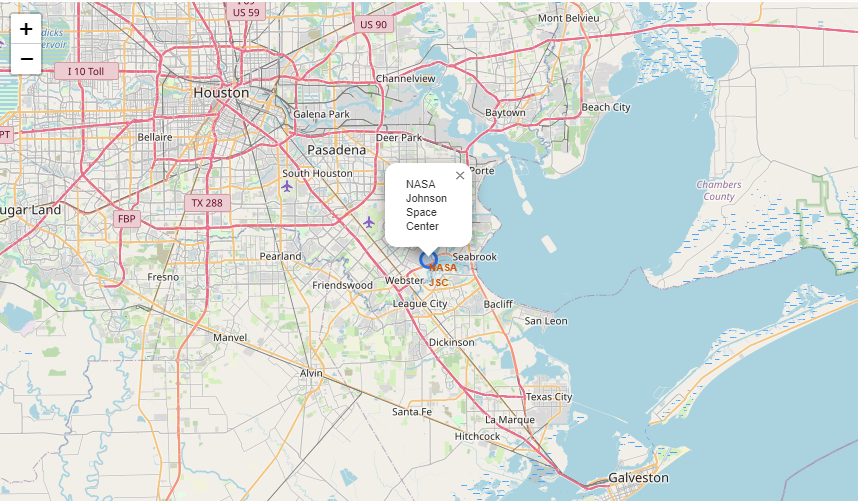 I 69
US 59
Mont Belvieu
US 90
+
−
I 10 Toll
Channelview
Houston
Galena Park
Baytown
Beach City
PT
Bellaire
Deer Park
Pasadena
Porte
South Houston
Chambers
County
NASA
Johnson
Space
Center
×
TX 288
ugar Land
FBP
Pearland
Seabrook
NASA
JSC
Fresno
Friendswood
Webster
League City
Bacliff
San Leon
Manvel
Dickinson
Alvin
Texas City
Santa Fe
La Marque
Hitchcock
Galveston